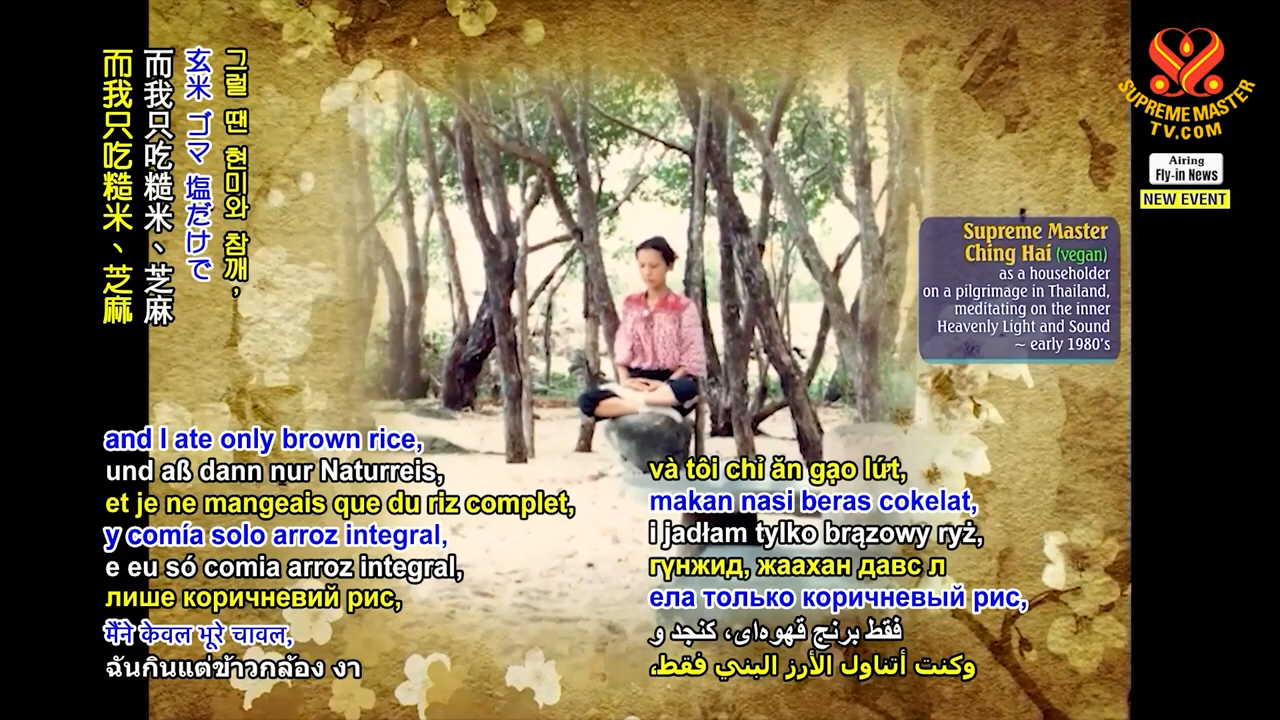 그럴 땐 현미와 참깨,
玄米 ゴマ 塩だけで
而我只吃糙米、芝麻
而我只吃糙米、芝麻
SUPREME MASTER
TV.COM
Airing
Fly-in News
NEW EVENT
Supreme Master
Ching Hai (vegan)
as a householder
on a pilgrimage in Thailand,
meditating on the inner
Heavenly Light and Sound
~ early 1980's
and I ate only brown rice,
und aß dann nur Naturreis,
et je ne mangeais que du riz complet,
y comía solo arroz integral,
e eu só comia arroz integral,
лише коричневий рис,
मैंने केवल भूरे चावल,
ฉันกินแต่ข้าวกล้อง งา
và tôi chỉ ăn gạo lứt,
makan nasi beras cokelat,
i jadłam tylko brązowy ryż,
гүнжид, жаахан давс л
ела только коричневый рис,
فقط برنج قهوه‌ای، کنجد و
وكنت أتناول الأرز البني فقط،